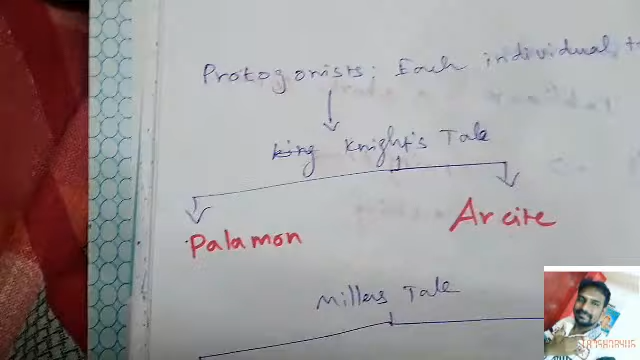 Protogonists: Each individual
king Knight's Tale
Palamon
Arcite
Millers Tale